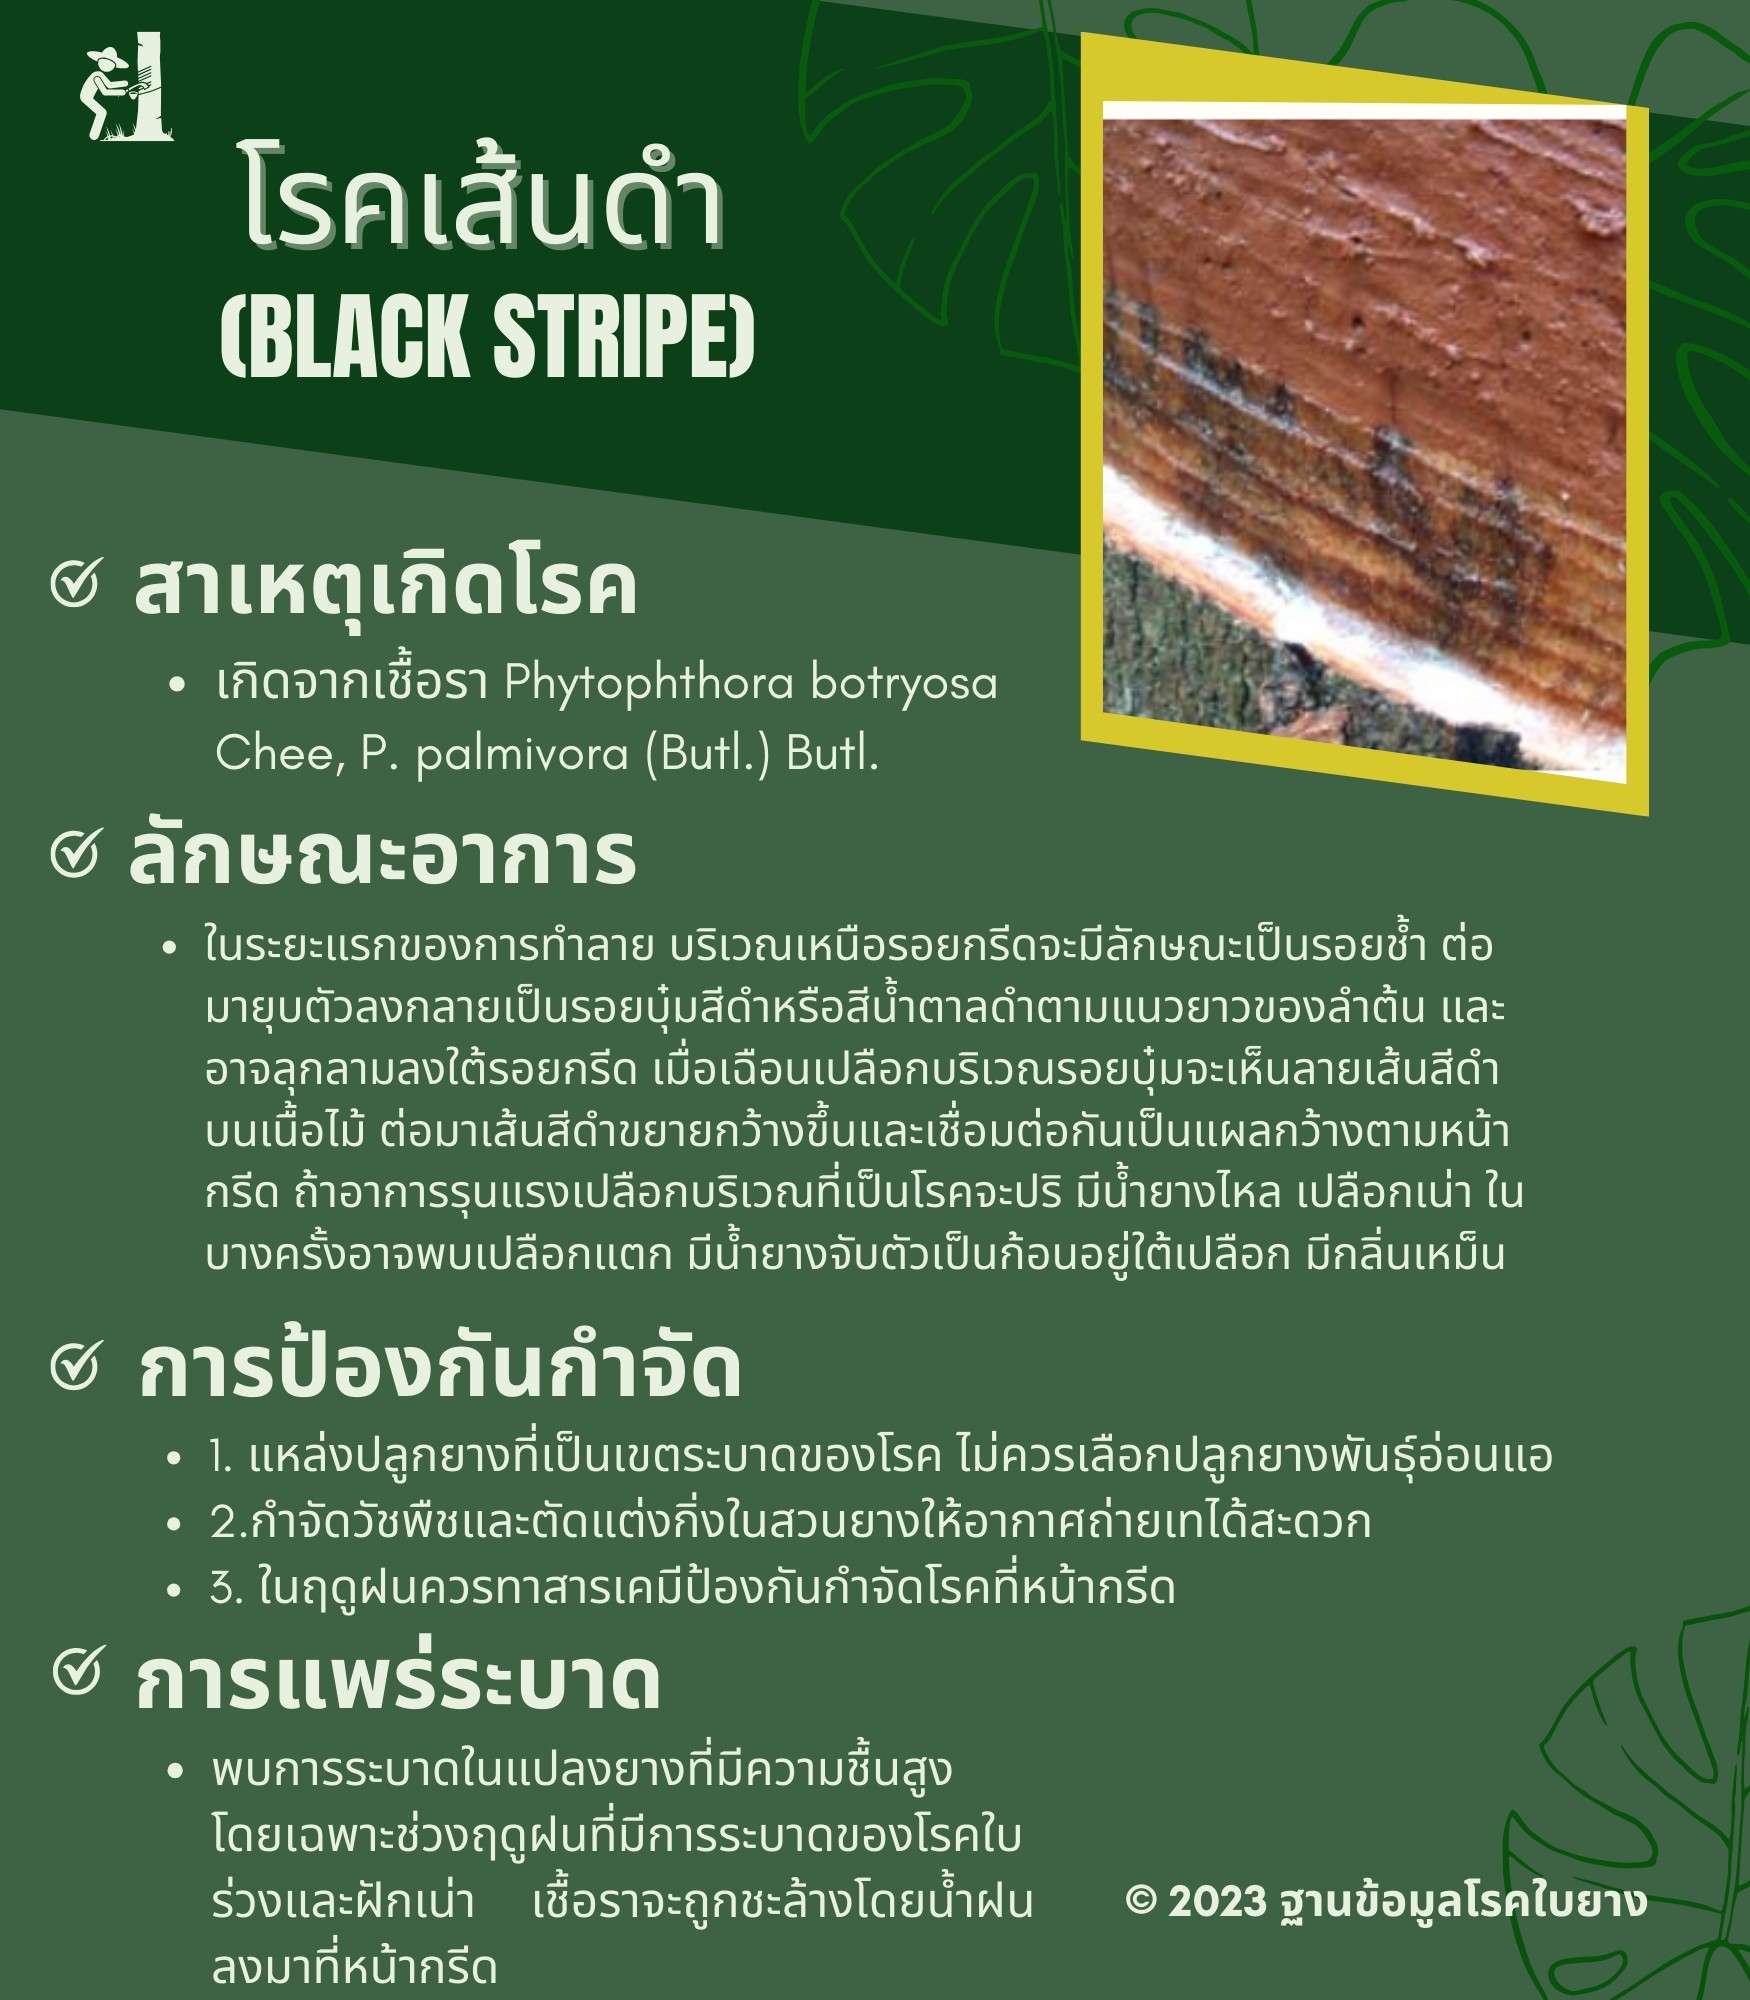 โรคเส้นดำ
(BLACK STRIPE)
สาเหตุเกิดโรค
• เกิดจากเชื้อรา Phytophthora botryosa
Chee, P. palmivora (Butl.) Butl.
ลักษณะอาการ
• ในระยะแรกของการทำลาย บริเวณเหนือรอยกรีดจะมีลักษณะเป็นรอยช้ำ ต่อ
มายุบตัวลงกลายเป็นรอยบุ๋มสีดำหรือสีน้ำตาลดำตามแนวยาวของลำต้น และ
อาจลุกลามลงใต้รอยกรีด เมื่อเฉือนเปลือกบริเวณรอยบุ๋มจะเห็นลายเส้นสีดำ
บนเนื้อไม้ ต่อมาเส้นสีดำขยายกว้างขึ้นและเชื่อมต่อกันเป็นแผลกว้างตามหน้า
กรีด ถ้าอาการรุนแรงเปลือกบริเวณที่เป็นโรคจะปริ มีน้ำยางไหล เปลือกเน่า ใน
บางครั้งอาจพบเปลือกแตก มีน้ำยางจับตัวเป็นก้อนอยู่ใต้เปลือก มีกลิ่นเหม็น
การป้องกันกำจัด
• 1. แหล่งปลูกยางที่เป็นเขตระบาดของโรค ไม่ควรเลือกปลูกยางพันธุ์อ่อนแอ
• 2.กำจัดวัชพืชและตัดแต่งกิ่งในสวนยางให้อากาศถ่ายเทได้สะดวก
• 3. ในฤดูฝนควรทาสารเคมีป้องกันกำจัดโรคที่หน้ากรีด
การแพร่ระบาด
• พบการระบาดในแปลงยางที่มีความชื้นสูง
โดยเฉพาะช่วงฤดูฝนที่มีการระบาดของโรคใบ
ร่วงและฝักเน่า เชื้อราจะถูกชะล้างโดยน้ำฝน
ลงมาที่หน้ากรีด
© 2023 ฐานข้อมูลโรคใบยาง